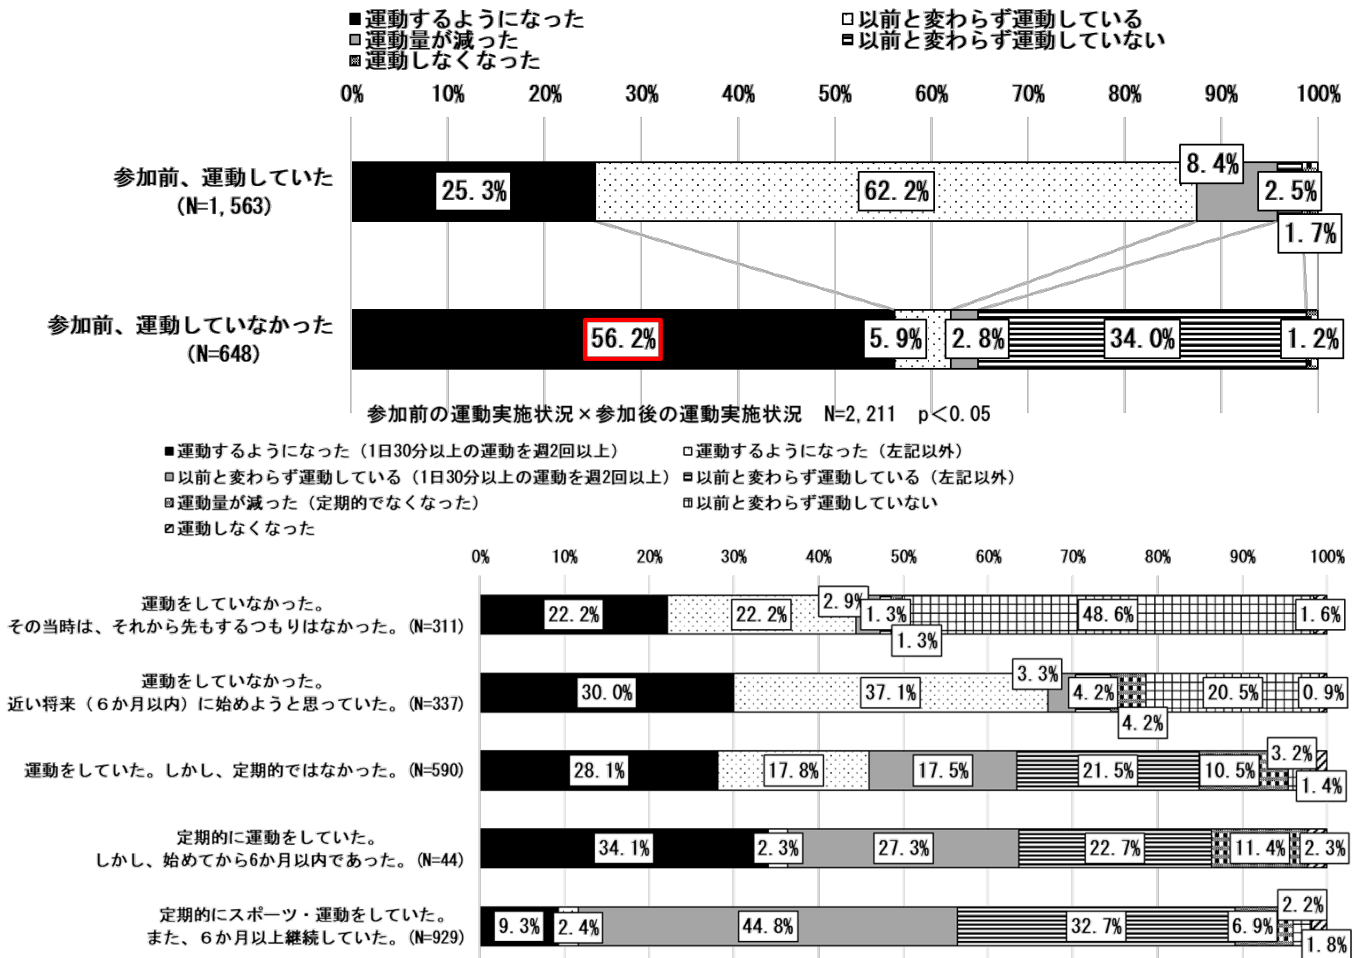 運動するようになった
以前と変わらず運動している
運動量が減った
以前と変わらず運動していない
運動しなくなった
0% 10% 20% 30% 40% 50% 60% 70% 80% 90% 100%
参加前、運動していた
(N=1,563)
25.3% 62.2% 8.4% 2.5% 1.7%
参加前、運動していなかった
(N=648)
56.2% 5.9% 2.8% 34.0% 1.2%
参加前の運動実施状況×参加後の運動実施状況 N=2,211 p<0.05
運動するようになった（1日30分以上の運動を週2回以上）
運動するようになった（左記以外）
以前と変わらず運動している（1日30分以上の運動を週2回以上）
以前と変わらず運動している（左記以外）
運動量が減った（定期的でなくなった）
以前と変わらず運動していない
運動しなくなった
0% 10% 20% 30% 40% 50% 60% 70% 80% 90% 100%
運動をしていなかった。
その当時は、それから先もするつもりはなかった。(N=311)
22.2% 22.2% 2.9% 1.3% 1.3% 48.6% 1.6%
運動をしていなかった。
近い将来（６か月以内）に始めようと思っていた。(N=337)
30.0% 37.1% 3.3% 4.2% 4.2% 20.5% 0.9%
運動をしていた。しかし、定期的ではなかった。(N=590)
28.1% 17.8% 17.5% 21.5% 10.5% 3.2% 1.4%
定期的に運動をしていた。
しかし、始めてから6か月以内であった。(N=44)
34.1% 2.3% 27.3% 22.7% 11.4% 2.3%
定期的にスポーツ・運動をしていた。
また、６か月以上継続していた。(N=929)
9.3% 2.4% 44.8% 32.7% 6.9% 2.2% 1.8%